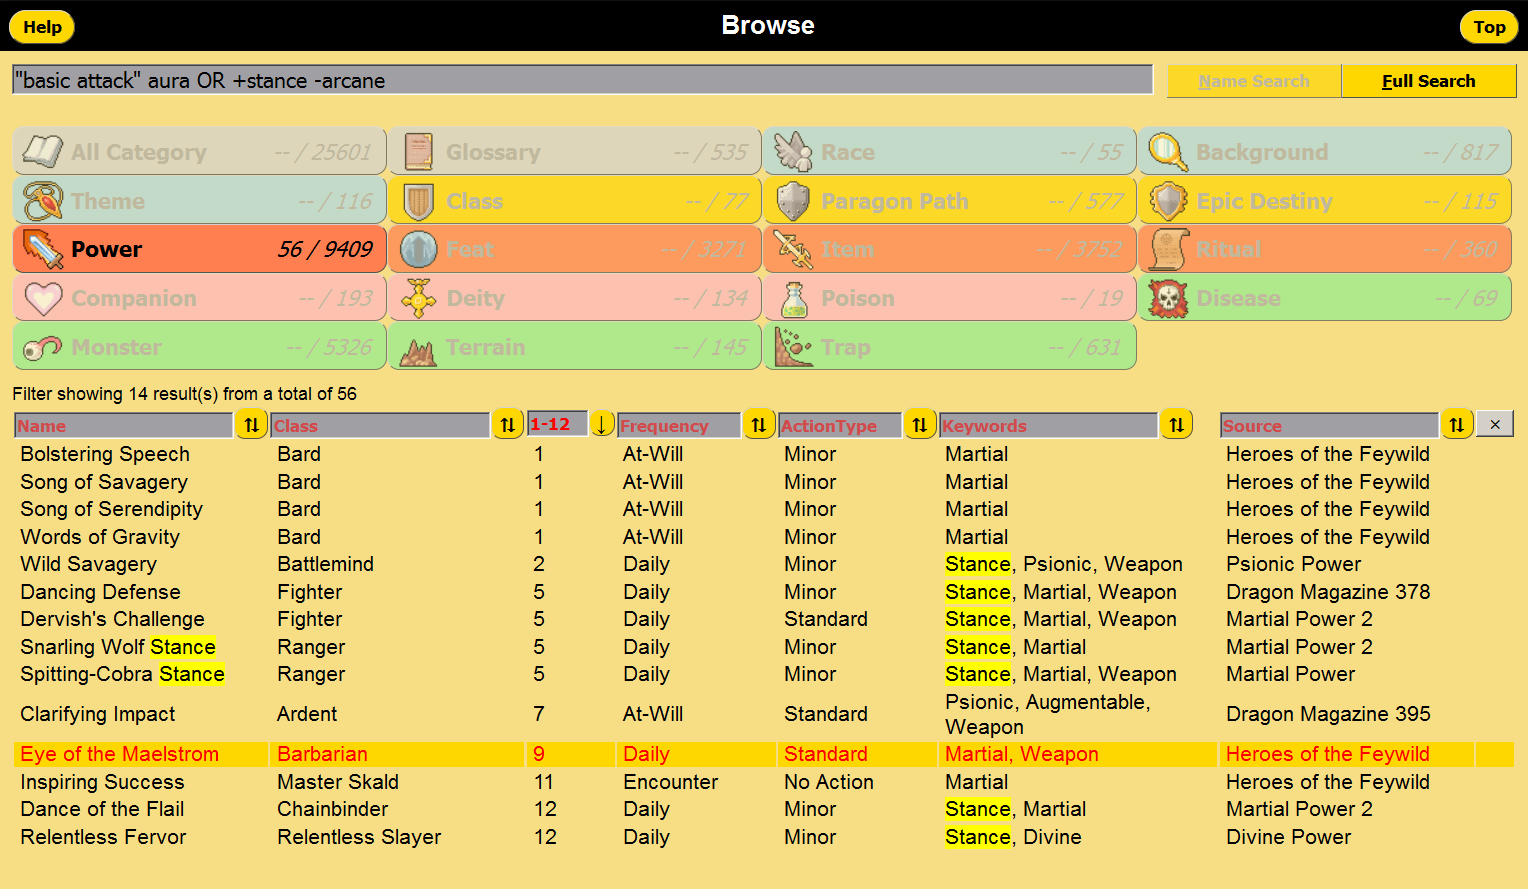 Help Browse Top
"basic attack" aura OR +stance -arcane Name Search Full Search
All Category -- / 25601 Glossary -- / 535 Race -- / 55 Background -- / 817
Theme -- / 116 Class -- / 77 Paragon Path -- / 577 Epic Destiny -- / 115
Power 56 / 9409 Feat -- / 3271 Item -- / 3752 Ritual -- / 360
Companion -- / 193 Deity -- / 134 Poison -- / 19 Disease -- / 69
Monster -- / 5326 Terrain -- / 145 Trap -- / 631
Filter showing 14 result(s) from a total of 56
Name ⇅ Class ⇅ 1-12 ↓ Frequency ⇅ ActionType ⇅ Keywords ⇅ Source ⇅ ×
Bolstering Speech Bard 1 At-Will Minor Martial Heroes of the Feywild
Song of Savagery Bard 1 At-Will Minor Martial Heroes of the Feywild
Song of Serendipity Bard 1 At-Will Minor Martial Heroes of the Feywild
Words of Gravity Bard 1 At-Will Minor Martial Heroes of the Feywild
Wild Savagery Battlemind 2 Daily Minor Stance, Psionic, Weapon Psionic Power
Dancing Defense Fighter 5 Daily Minor Stance, Martial, Weapon Dragon Magazine 378
Dervish's Challenge Fighter 5 Daily Standard Stance, Martial, Weapon Martial Power 2
Snarling Wolf Stance Ranger 5 Daily Minor Stance, Martial Martial Power 2
Spitting-Cobra Stance Ranger 5 Daily Minor Stance, Martial, Weapon Martial Power
Clarifying Impact Ardent 7 At-Will Standard Psionic, Augmentable,
Weapon Dragon Magazine 395
Eye of the Maelstrom Barbarian 9 Daily Standard Martial, Weapon Heroes of the Feywild
Inspiring Success Master Skald 11 Encounter No Action Martial Heroes of the Feywild
Dance of the Flail Chainbinder 12 Daily Minor Stance, Martial Martial Power 2
Relentless Fervor Relentless Slayer 12 Daily Minor Stance, Divine Divine Power